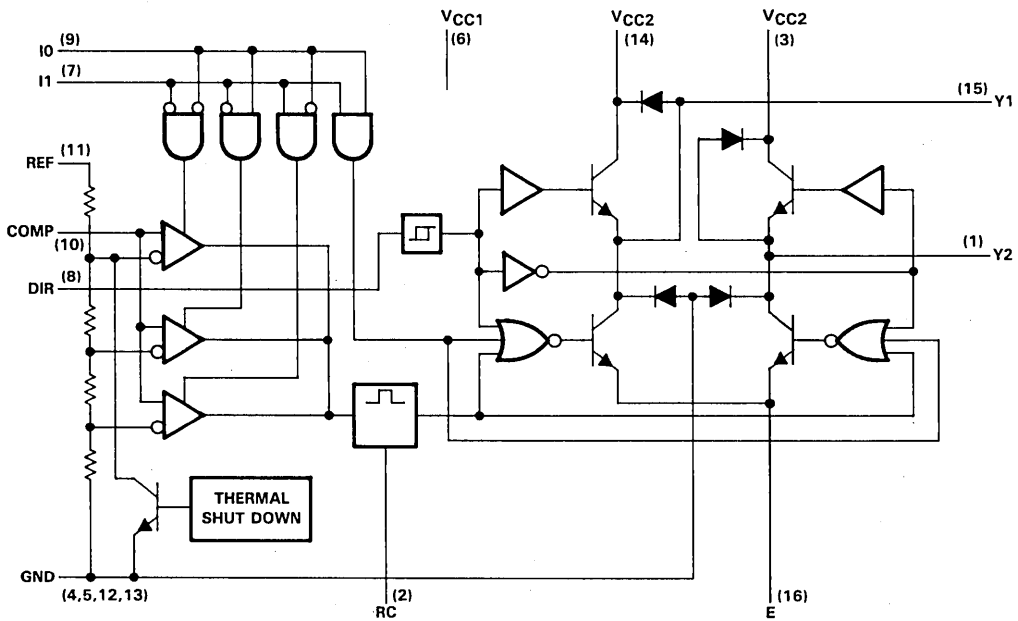 VCC1
(6)
VCC2
(14)
VCC2
(3)
I0 (9)
I1 (7)
(15)
Y1
REF (11)
COMP
(10)
DIR (8)
(1)
Y2
THERMAL
SHUT DOWN
GND
(4,5,12,13)
(2)
RC
(16)
E